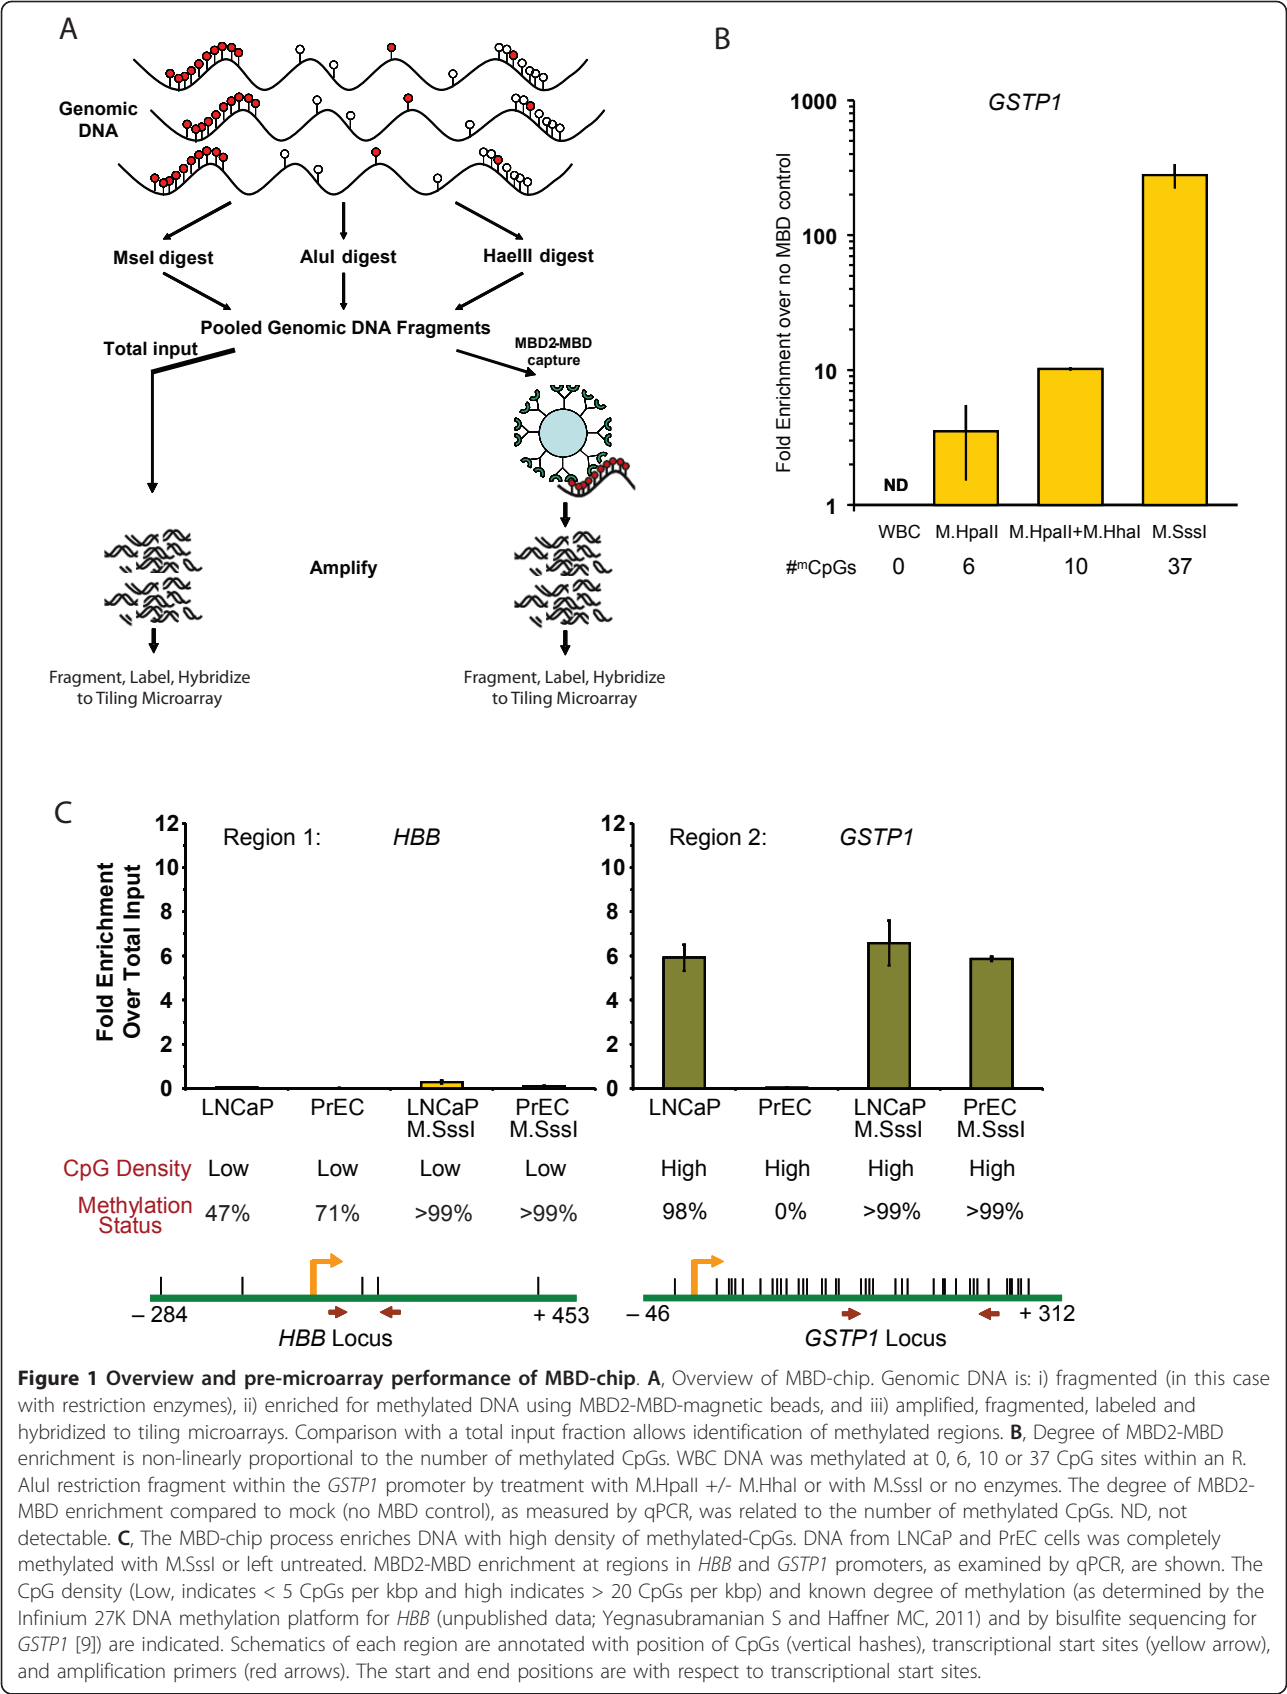 A
Genomic
DNA
MseI digest
AluI digest
HaeIII digest
Pooled Genomic DNA Fragments
Total input
MBD2-MBD
capture
Amplify
Fragment, Label, Hybridize
to Tiling Microarray
Fragment, Label, Hybridize
to Tiling Microarray
B
GSTP1
Fold Enrichment over no MBD control
1000
100
10
1
ND
WBC M.HpaII M.HpaII+M.HhaI M.SssI
#mCpGs 0 6 10 37
C
Region 1: HBB
Fold Enrichment
Over Total Input
12
10
8
6
4
2
0
LNCaP PrEC LNCaP M.SssI PrEC M.SssI
Region 2: GSTP1
12
10
8
6
4
2
0
LNCaP PrEC LNCaP M.SssI PrEC M.SssI
CpG Density Low Low Low Low High High High High
Methylation
Status 47% 71% >99% >99% 98% 0% >99% >99%
– 284 + 453
HBB Locus
– 46 + 312
GSTP1 Locus
Figure 1 Overview and pre-microarray performance of MBD-chip. A, Overview of MBD-chip. Genomic DNA is: i) fragmented (in this case
with restriction enzymes), ii) enriched for methylated DNA using MBD2-MBD-magnetic beads, and iii) amplified, fragmented, labeled and
hybridized to tiling microarrays. Comparison with a total input fraction allows identification of methylated regions. B, Degree of MBD2-MBD
enrichment is non-linearly proportional to the number of methylated CpGs. WBC DNA was methylated at 0, 6, 10 or 37 CpG sites within an R.
AluI restriction fragment within the GSTP1 promoter by treatment with M.HpaII +/- M.HhaI or with M.SssI or no enzymes. The degree of MBD2-
MBD enrichment compared to mock (no MBD control), as measured by qPCR, was related to the number of methylated CpGs. ND, not
detectable. C, The MBD-chip process enriches DNA with high density of methylated-CpGs. DNA from LNCaP and PrEC cells was completely
methylated with M.SssI or left untreated. MBD2-MBD enrichment at regions in HBB and GSTP1 promoters, as examined by qPCR, are shown. The
CpG density (Low, indicates < 5 CpGs per kbp and high indicates > 20 CpGs per kbp) and known degree of methylation (as determined by the
Infinium 27K DNA methylation platform for HBB (unpublished data; Yegnasubramanian S and Haffner MC, 2011) and by bisulfite sequencing for
GSTP1 [9]) are indicated. Schematics of each region are annotated with position of CpGs (vertical hashes), transcriptional start sites (yellow arrow),
and amplification primers (red arrows). The start and end positions are with respect to transcriptional start sites.